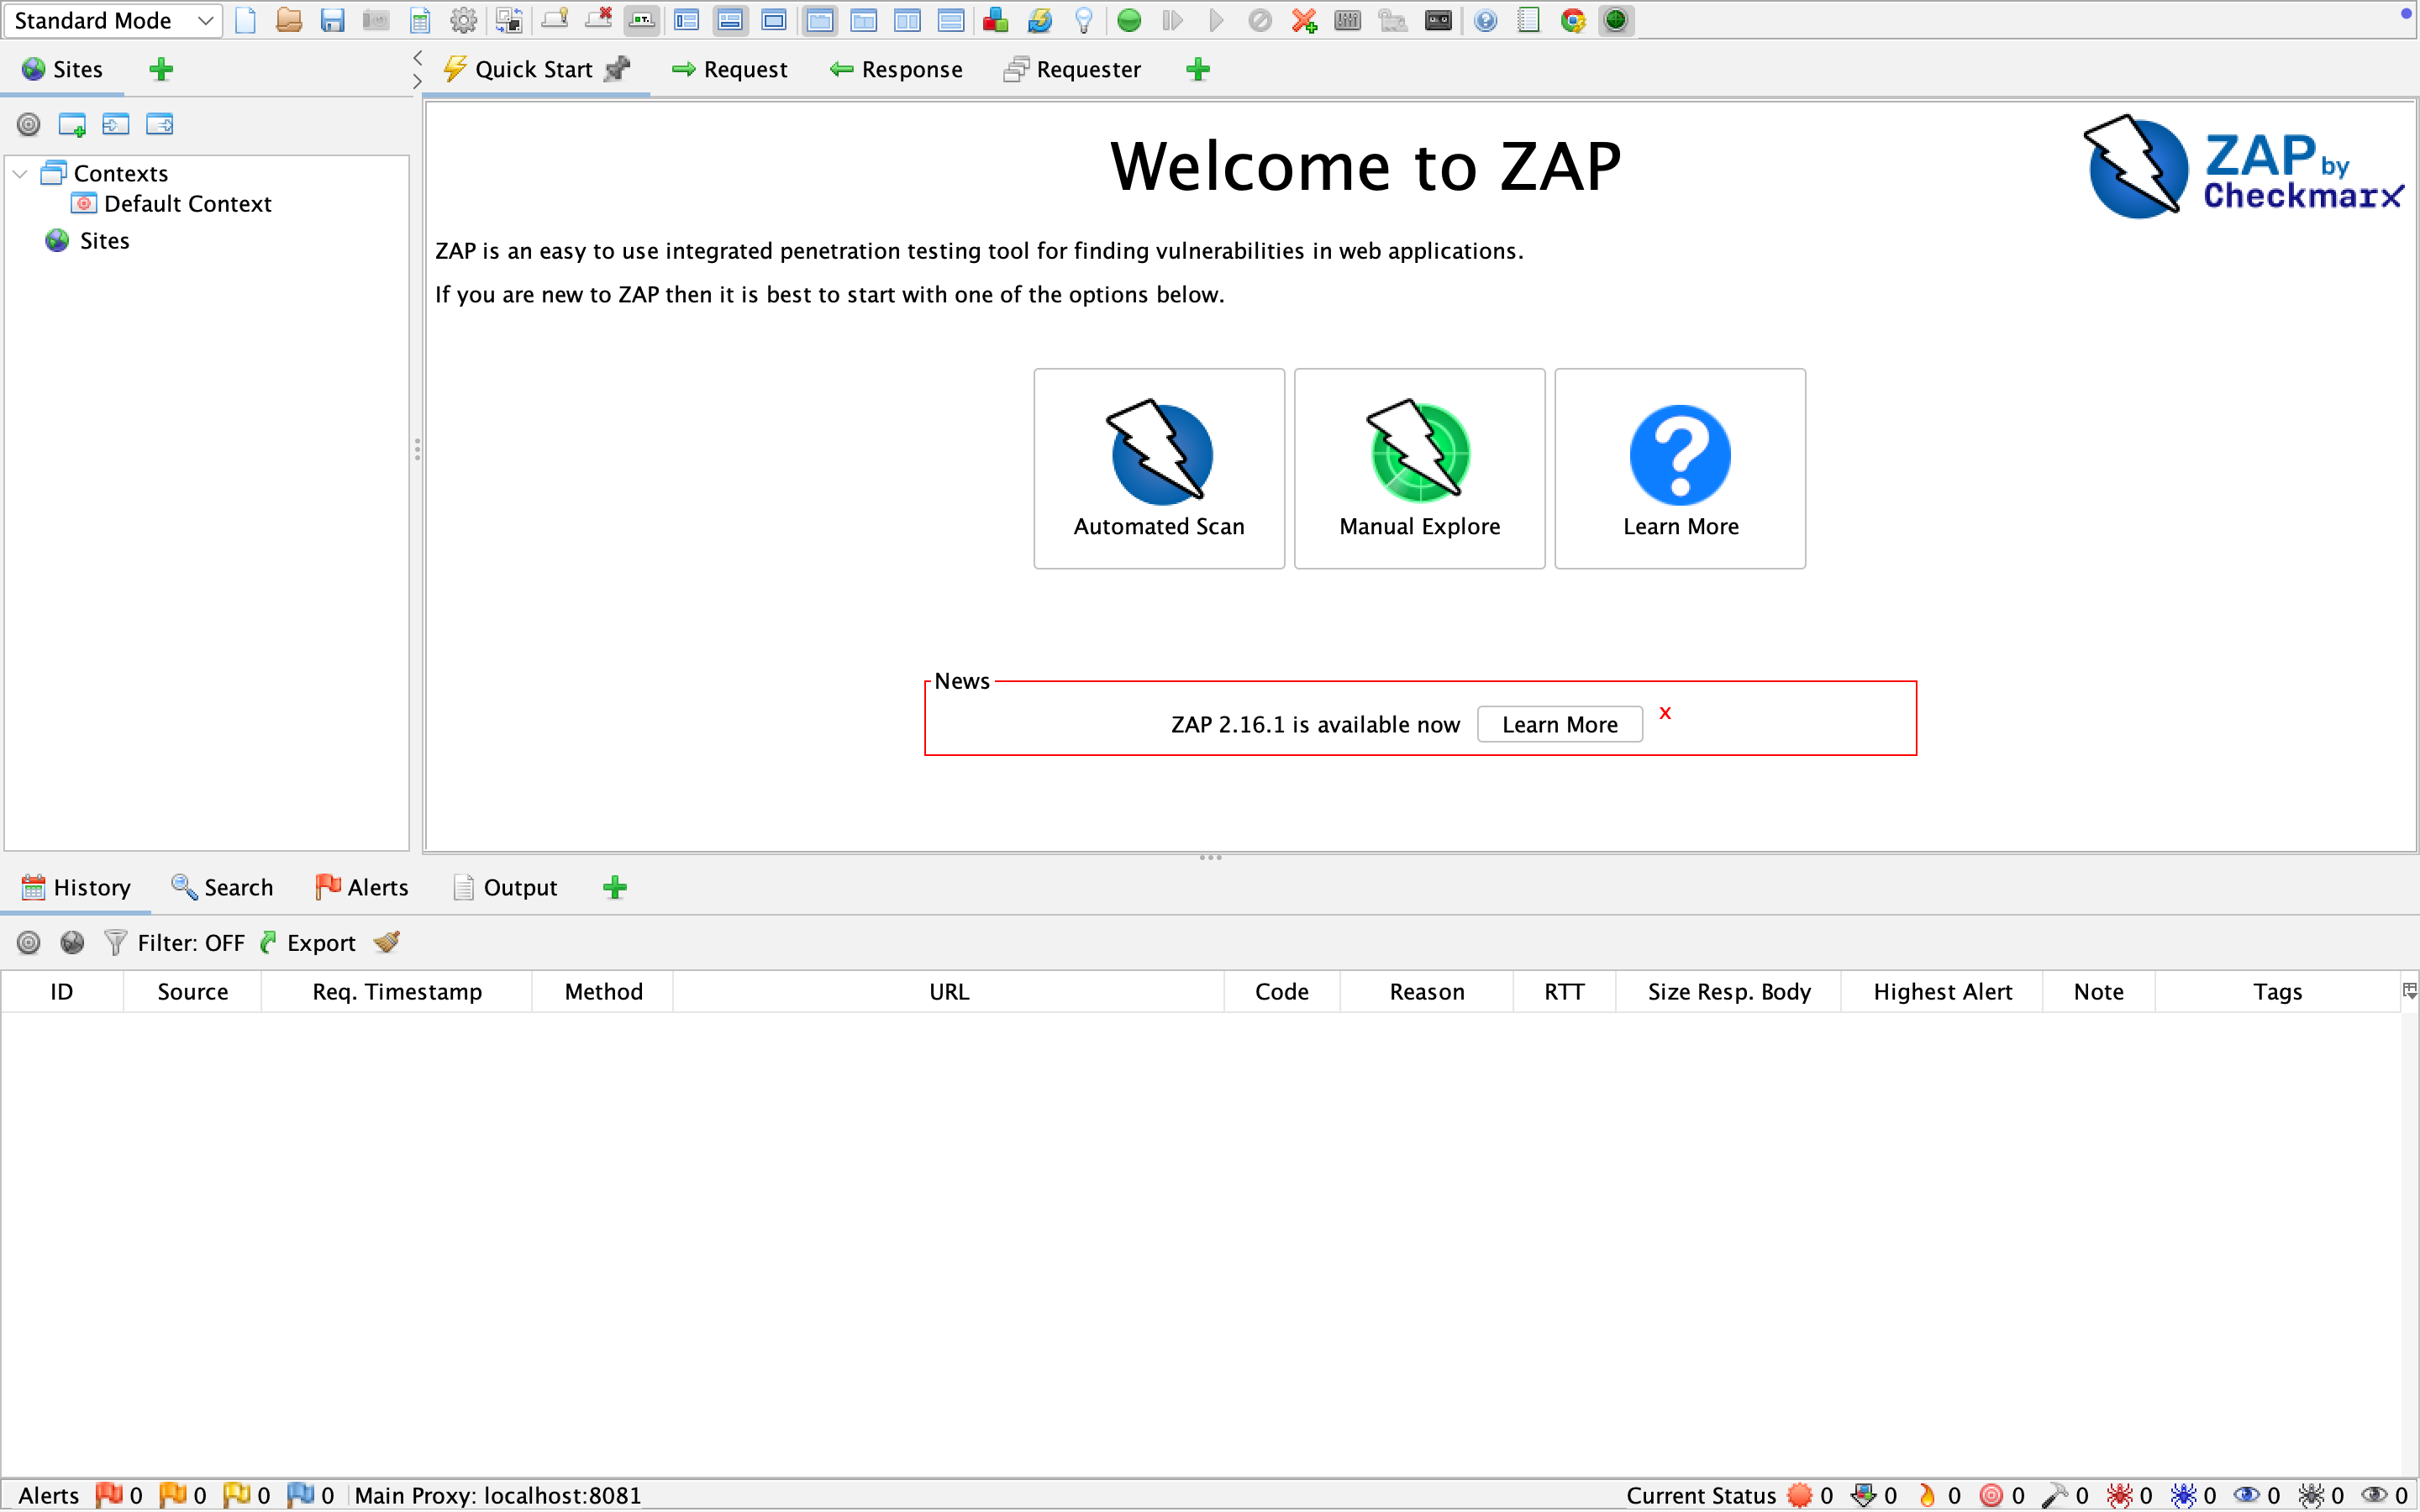 Standard Mode
Sites
Quick Start
Request
Response
Requester
Contexts
Default Context
Sites
Welcome to ZAP
ZAP by
Checkmarx
ZAP is an easy to use integrated penetration testing tool for finding vulnerabilities in web applications.
If you are new to ZAP then it is best to start with one of the options below.
Automated Scan
Manual Explore
Learn More
News
ZAP 2.16.1 is available now
Learn More
x
History
Search
Alerts
Output
Filter: OFF
Export
ID Source Req. Timestamp Method URL Code Reason RTT Size Resp. Body Highest Alert Note Tags
Alerts 0 0 0 0 Main Proxy: localhost:8081
Current Status 0 0 0 0 0 0 0 0 0 0